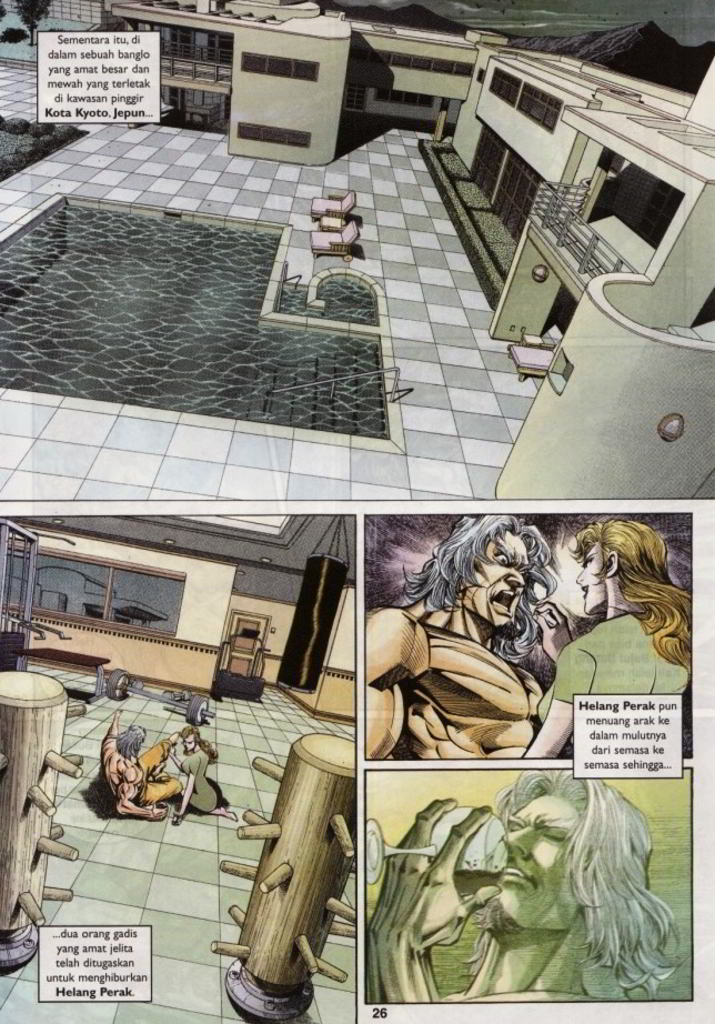 Sementara itu, di
dalam sebuah banglo
yang amat besar dan
mewah yang terletak
di kawasan pinggir
Kota Kyoto, Jepun...
...dua orang gadis
yang amat jelita
telah ditugaskan
untuk menghiburkan
Helang Perak.
Helang Perak pun
menuang arak ke
dalam mulutnya
dari semasa ke
semasa sehingga...
26